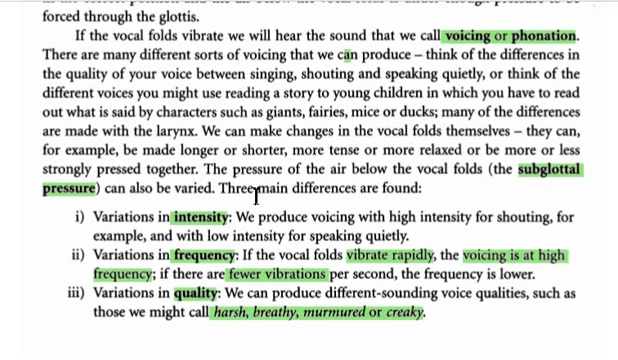 forced through the glottis.
If the vocal folds vibrate we will hear the sound that we call voicing or phonation.
There are many different sorts of voicing that we can produce – think of the differences in
the quality of your voice between singing, shouting and speaking quietly, or think of the
different voices you might use reading a story to young children in which you have to read
out what is said by characters such as giants, fairies, mice or ducks; many of the differences
are made with the larynx. We can make changes in the vocal folds themselves – they can,
for example, be made longer or shorter, more tense or more relaxed or be more or less
strongly pressed together. The pressure of the air below the vocal folds (the subglottal
pressure) can also be varied. Three main differences are found:
i) Variations in intensity: We produce voicing with high intensity for shouting, for
example, and with low intensity for speaking quietly.
ii) Variations in frequency: If the vocal folds vibrate rapidly, the voicing is at high
frequency; if there are fewer vibrations per second, the frequency is lower.
iii) Variations in quality: We can produce different-sounding voice qualities, such as
those we might call harsh, breathy, murmured or creaky.